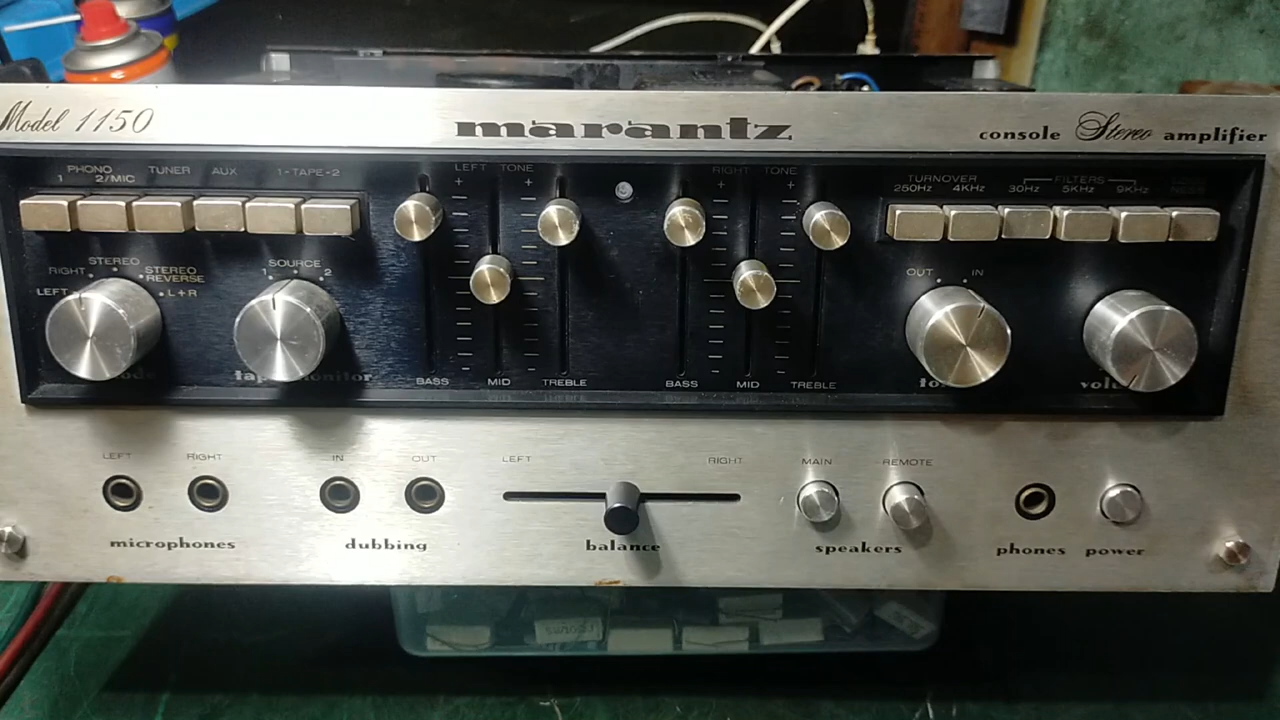 Model 1150
marantz
console Stereo amplifier
PHONO TUNER AUX 1-TAPE-2
1 2/MIC
LEFT TONE
RIGHT TONE
TURNOVER FILTERS
250Hz 4KHz 30Hz 5KHz 9KHz
+ + + +
STEREO
RIGHT STEREO
REVERSE
LEFT L+R
SOURCE
1 2
OUT IN
tape monitor
BASS MID TREBLE
BASS MID TREBLE
LEFT RIGHT
microphones
IN OUT
dubbing
LEFT RIGHT
balance
MAIN REMOTE
speakers
phones
power